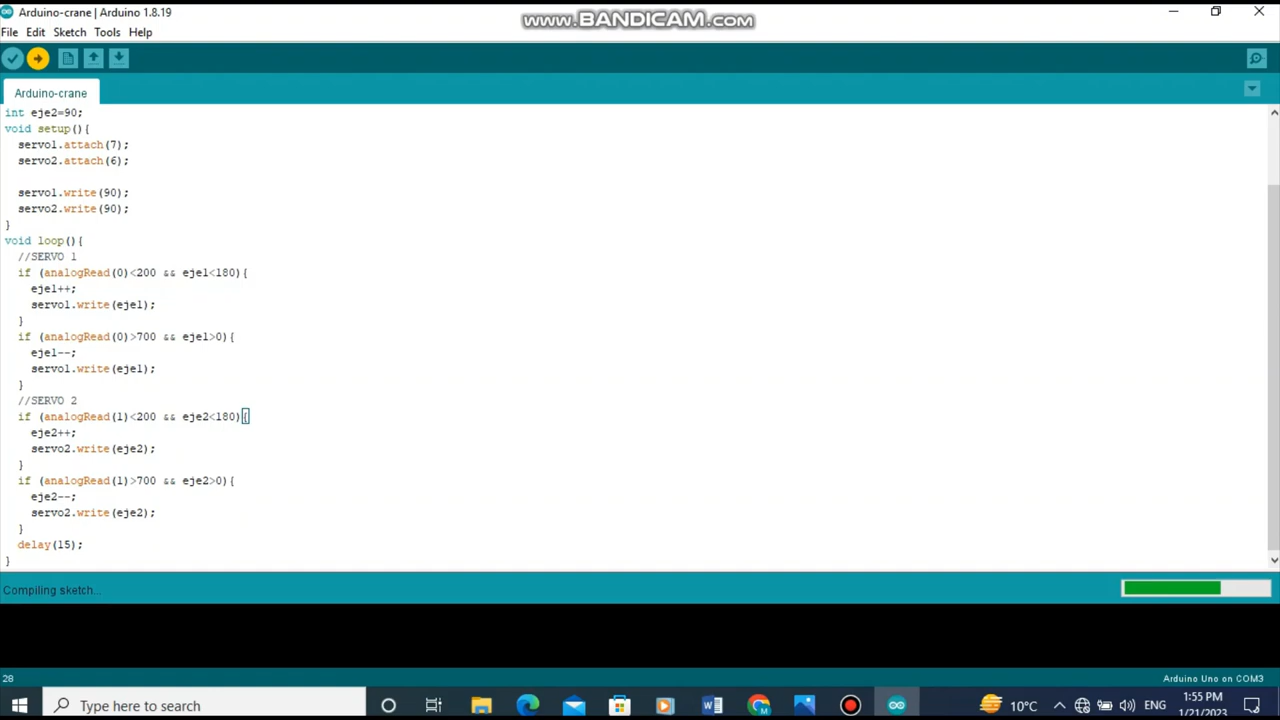 Arduino-crane | Arduino 1.8.19
www.BANDICAM.com
File Edit Sketch Tools Help
Arduino-crane
int eje2=90;
void setup(){
servo1.attach(7);
servo2.attach(6);
servo1.write(90);
servo2.write(90);
}
void loop(){
//SERVO 1
if (analogRead(0)<200 && eje1<180){
eje1++;
servo1.write(eje1);
}
if (analogRead(0)>700 && eje1>0){
eje1--;
servo1.write(eje1);
}
//SERVO 2
if (analogRead(1)<200 && eje2<180){
eje2++;
servo2.write(eje2);
}
if (analogRead(1)>700 && eje2>0){
eje2--;
servo2.write(eje2);
}
delay(15);
}
Compiling sketch...
28
Arduino Uno on COM3
Type here to search
10°C
ENG
1:55 PM
1/21/2023